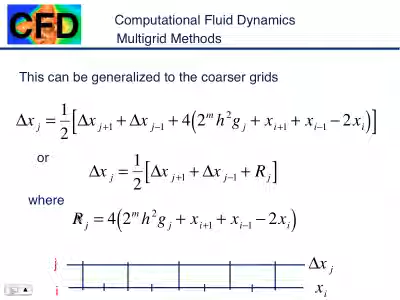 CFD
Computational Fluid Dynamics
Multigrid Methods
This can be generalized to the coarser grids
Δx_j = 1/2 [Δx_{j+1} + Δx_{j−1} + 4(2^m h^2 g_j + x_{i+1} + x_{i−1} − 2x_i)]
or
Δx_j = 1/2 [Δx_{j+1} + Δx_{j−1} + R_j]
where
R_j = 4(2^m h^2 g_j + x_{i+1} + x_{i−1} − 2x_i)
j Δx_j
i x_i